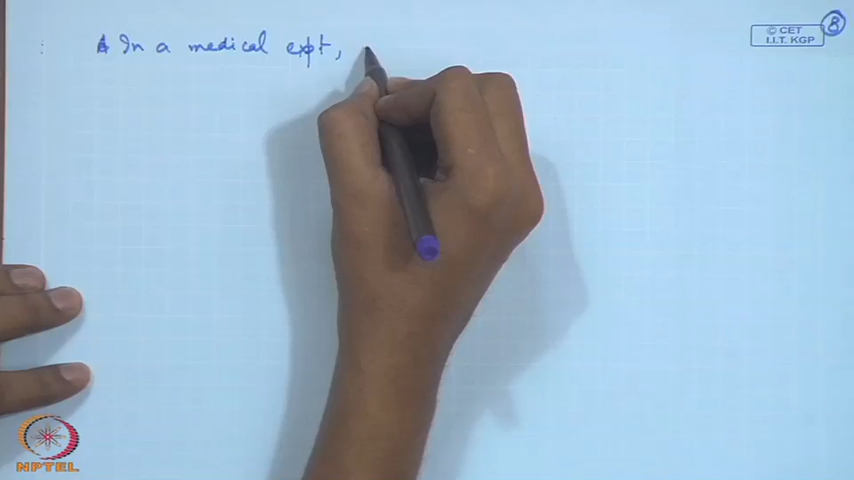 : In a medical expt,
© CET
I.I.T. KGP
8
NPTEL